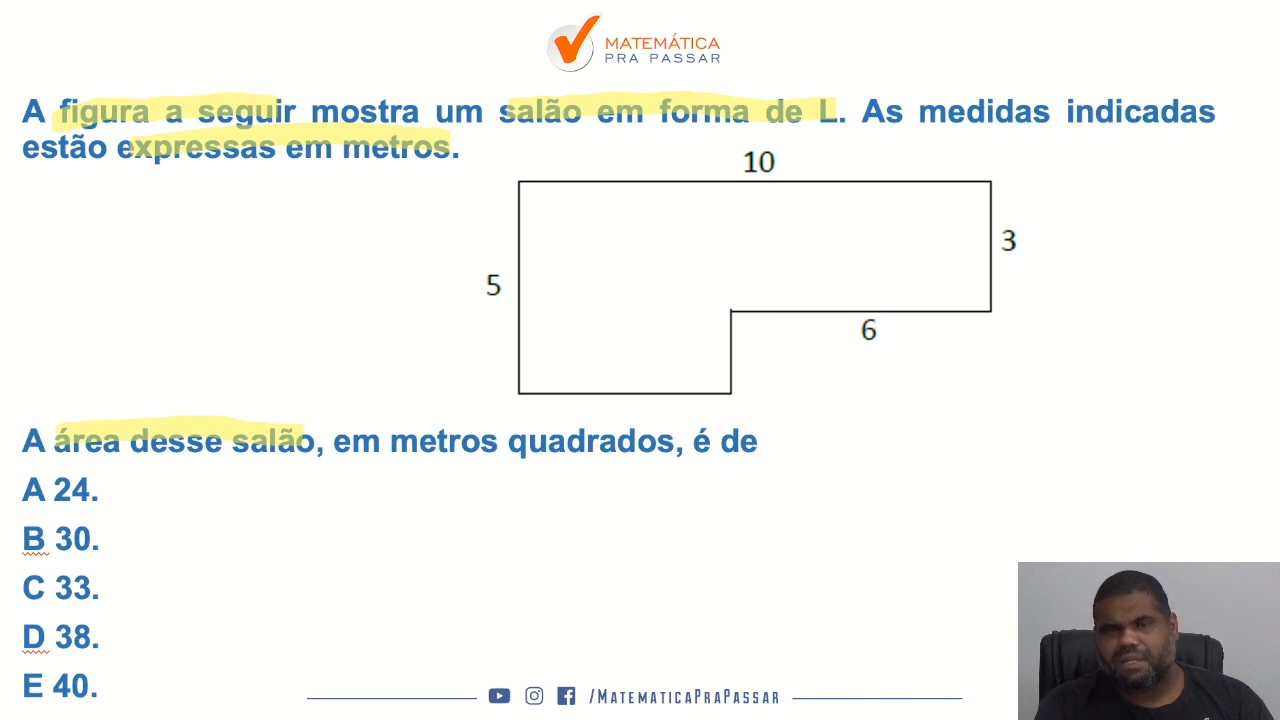 MATEMÁTICA
PRA PASSAR
A figura a seguir mostra um salão em forma de L. As medidas indicadas
estão expressas em metros.
10
3
5
6
A área desse salão, em metros quadrados, é de
A 24.
B 30.
C 33.
D 38.
E 40.
/MatematicaPraPassar